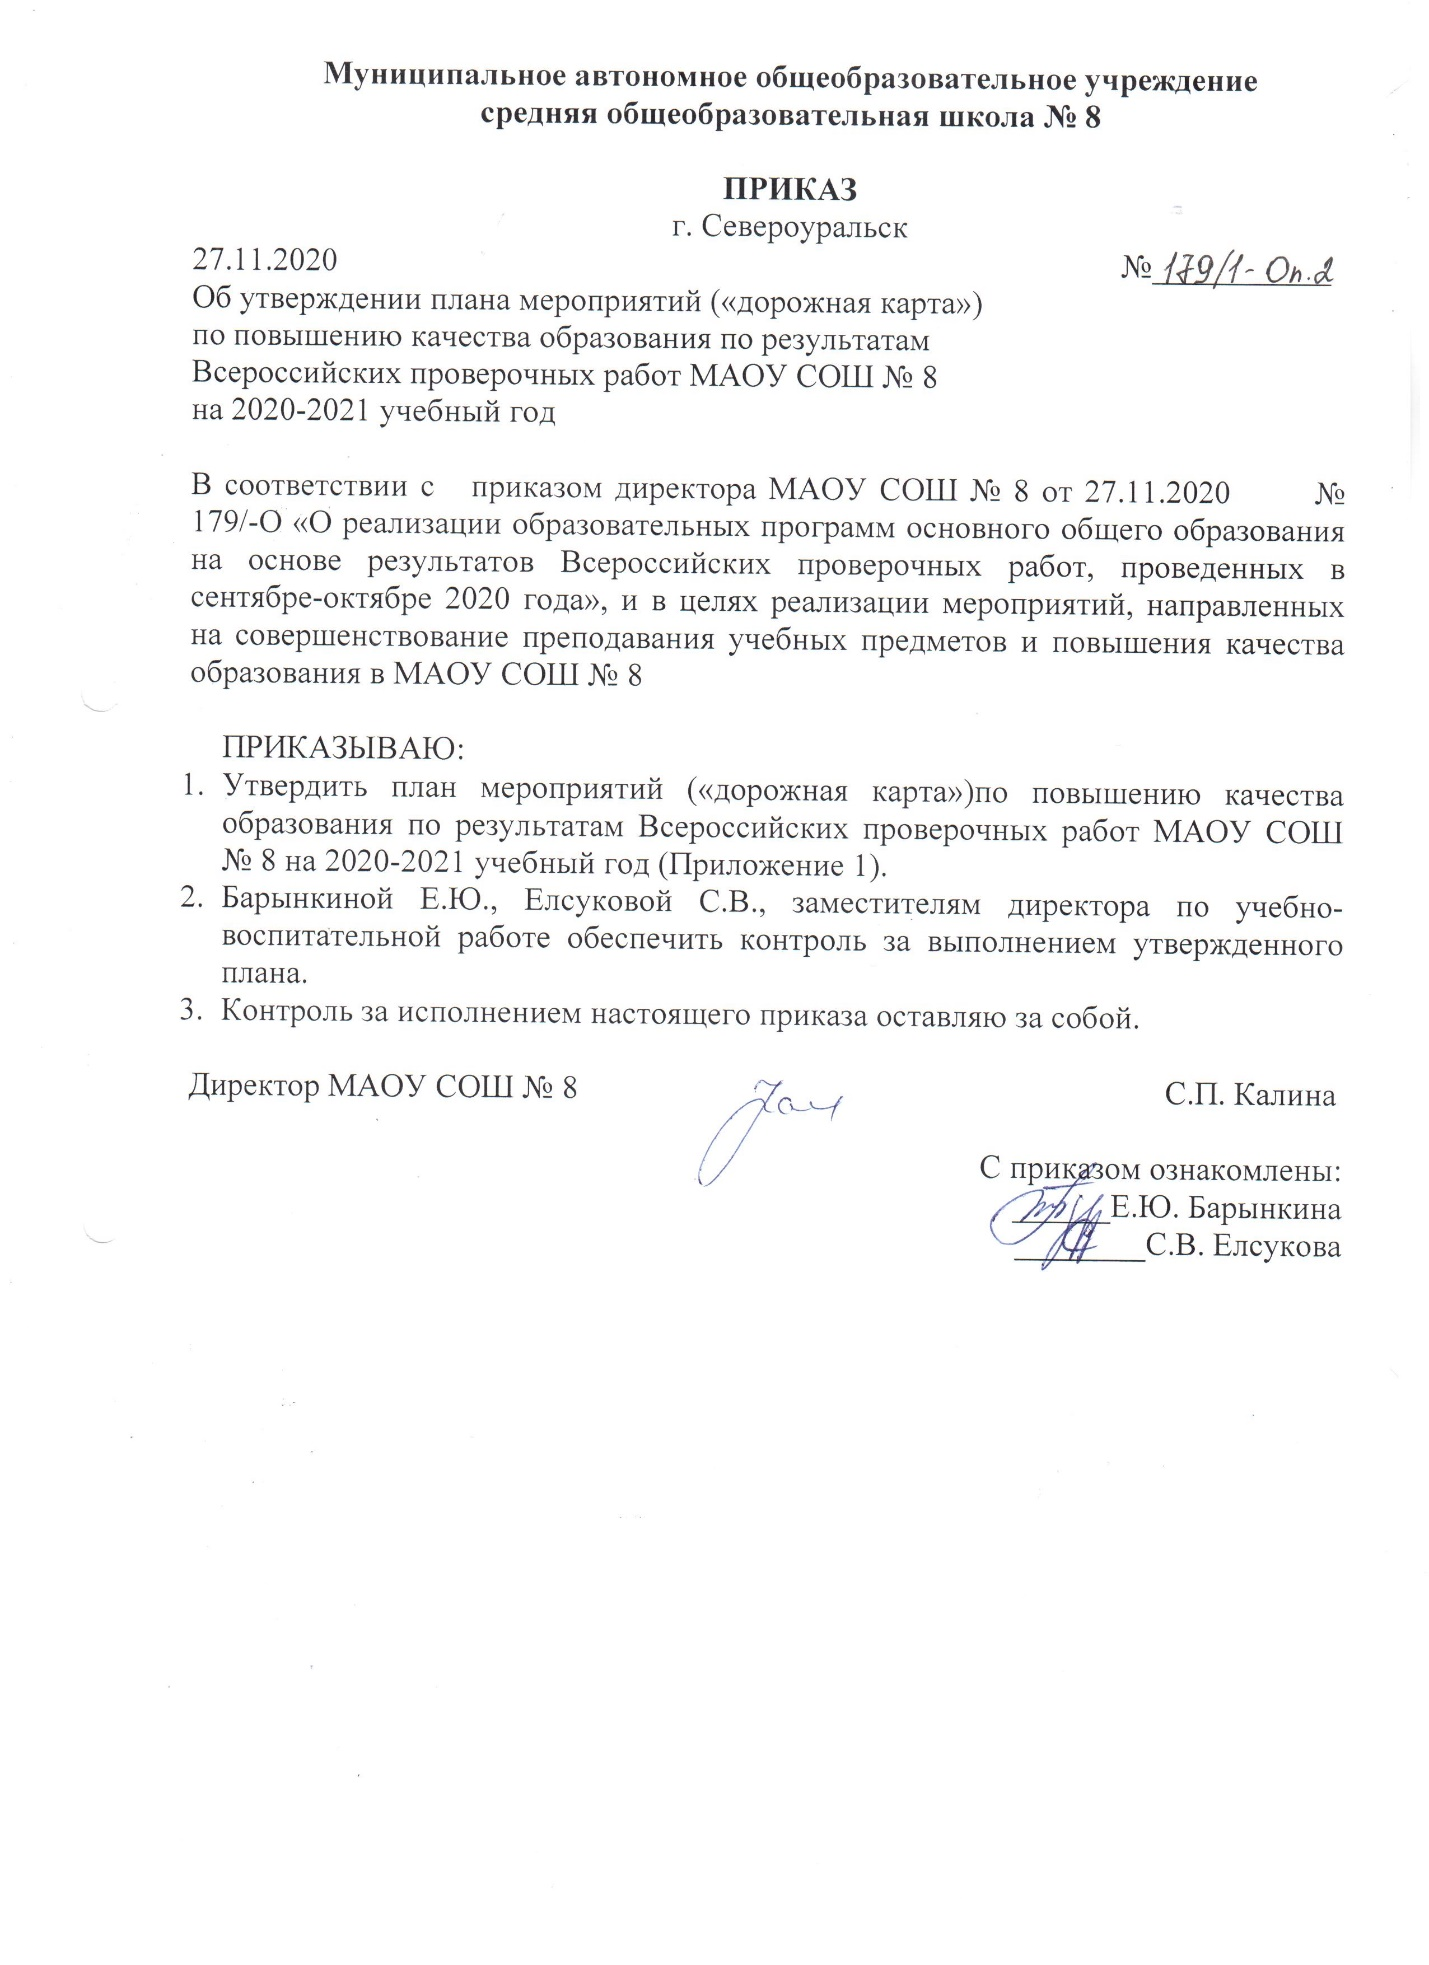 Муниципальное автономное общеобразовательное учреждение
средняя общеобразовательная школа № 8
ПРИКАЗ
г. Североуральск
27.11.2020 № 179/1- Оп.2
Об утверждении плана мероприятий («дорожная карта»)
по повышению качества образования по результатам
Всероссийских проверочных работ МАОУ СОШ № 8
на 2020-2021 учебный год
В соответствии с приказом директора МАОУ СОШ № 8 от 27.11.2020 №
179/-О «О реализации образовательных программ основного общего образования
на основе результатов Всероссийских проверочных работ, проведенных в
сентябре-октябре 2020 года», и в целях реализации мероприятий, направленных
на совершенствование преподавания учебных предметов и повышения качества
образования в МАОУ СОШ № 8
ПРИКАЗЫВАЮ:
1. Утвердить план мероприятий («дорожная карта»)по повышению качества
образования по результатам Всероссийских проверочных работ МАОУ СОШ
№ 8 на 2020-2021 учебный год (Приложение 1).
2. Барынкиной Е.Ю., Елсуковой С.В., заместителям директора по учебно-
воспитательной работе обеспечить контроль за выполнением утвержденного
плана.
3. Контроль за исполнением настоящего приказа оставляю за собой.
Директор МАОУ СОШ № 8 С.П. Калина
С приказом ознакомлены:
Е.Ю. Барынкина
С.В. Елсукова